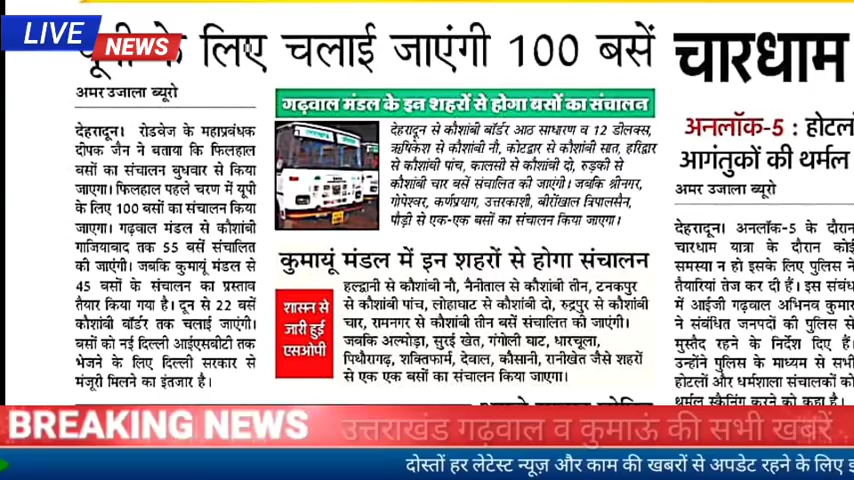 LIVE
NEWS
यूपी के लिए चलाई जाएंगी 100 बसें
अमर उजाला ब्यूरो
देहरादून। रोडवेज के महाप्रबंधक
दीपक जैन ने बताया कि फिलहाल
बसों का संचालन बुधवार से किया
जाएगा। फिलहाल पहले चरण में यूपी
के लिए 100 बसों का संचालन किया
जाएगा। गढ़वाल मंडल से कौशांबी
गाजियाबाद तक 55 बसें संचालित
की जाएंगी। जबकि कुमायूं मंडल से
45 बसों के संचालन का प्रस्ताव
तैयार किया गया है। दून से 22 बसें
कौशांबी बॉर्डर तक चलाई जाएंगी।
बसों को नई दिल्ली आईएसबीटी तक
भेजने के लिए दिल्ली सरकार से
मंजूरी मिलने का इंतजार है।
गढ़वाल मंडल के इन शहरों से होगा बसों का संचालन
देहरादून से कौशांबी बॉर्डर आठ साधारण व 12 डीलक्स,
ऋषिकेश से कौशांबी नौ, कोटद्वार से कौशांबी सात, हरिद्वार
से कौशांबी पांच, कालसी से कौशांबी दो, रुड़की से
कौशांबी चार बसें संचालित की जाएंगी। जबकि श्रीनगर,
गोपेश्वर, कर्णप्रयाग, उत्तरकाशी, बीरोंखाल त्रिपालसैन,
पौड़ी से एक-एक बसों का संचालन किया जाएगा।
कुमायूं मंडल में इन शहरों से होगा संचालन
शासन से
जारी हुई
एसओपी
हल्द्वानी से कौशांबी नौ, नैनीताल से कौशांबी तीन, टनकपुर
से कौशांबी पांच, लोहाघाट से कौशांबी दो, रुद्रपुर से कौशांबी
चार, रामनगर से कौशांबी तीन बसें संचालित की जाएंगी।
जबकि अल्मोड़ा, सुरई खेत, गंगोली घाट, धारचूला,
पिथौरागढ़, शक्तिफार्म, देवाल, कौसानी, रानीखेत जैसे शहरों
से एक एक बसों का संचालन किया जाएगा।
चारधाम
अनलॉक-5 : होटलों
आगंतुकों की थर्मल
अमर उजाला ब्यूरो
देहरादून। अनलॉक-5 के दौरान
चारधाम यात्रा के दौरान कोई
समस्या न हो इसके लिए पुलिस ने
तैयारियां तेज कर दी हैं। इस संबंध
में आईजी गढ़वाल अभिनव कुमार
ने संबंधित जनपदों की पुलिस से
मुस्तैद रहने के निर्देश दिए हैं।
उन्होंने पुलिस के माध्यम से सभी
होटलों और धर्मशाला संचालकों को
थर्मल स्कैनिंग करने को कहा है।
BREAKING NEWS
उत्तराखंड गढ़वाल व कुमाऊं की सभी खबरें
दोस्तों हर लेटेस्ट न्यूज़ और काम की खबरों से अपडेट रहने के लिए